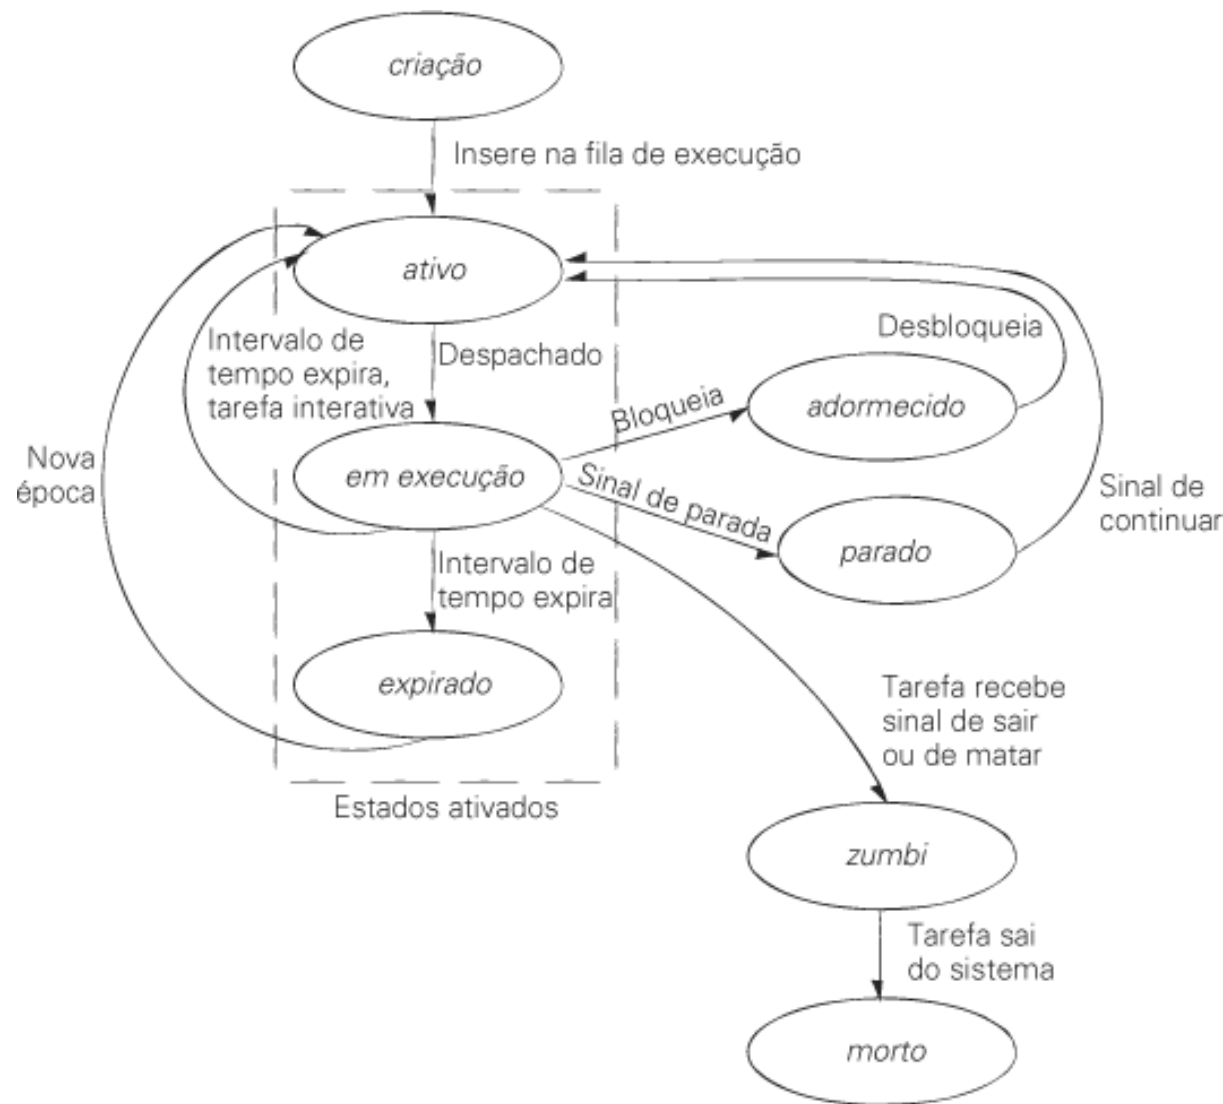 criação
Insere na fila de execução
ativo
Intervalo de
tempo expira,
tarefa interativa
Despachado
Desbloqueia
Bloqueia
adormecido
Nova
época
em execução
Sinal de parada
Sinal de
continuar
parado
Intervalo de
tempo expira
expirado
Tarefa recebe
sinal de sair
ou de matar
Estados ativados
zumbi
Tarefa sai
do sistema
morto